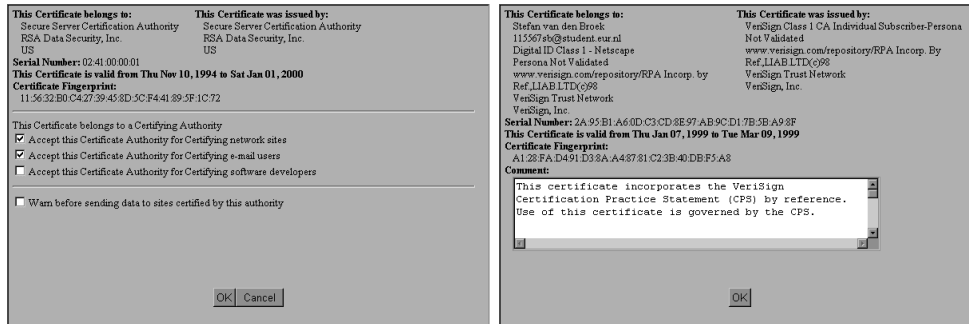 This Certificate belongs to:
Secure Server Certification Authority
RSA Data Security, Inc.
US
This Certificate was issued by:
Secure Server Certification Authority
RSA Data Security, Inc.
US
Serial Number: 02:41:00:00:01
This Certificate is valid from Thu Nov 10, 1994 to Sat Jan 01, 2000
Certificate Fingerprint:
11:56:32:B0:C4:27:39:45:8D:5C:F4:41:89:5F:1C:72
This Certificate belongs to a Certifying Authority
Accept this Certificate Authority for Certifying network sites
Accept this Certificate Authority for Certifying e-mail users
Accept this Certificate Authority for Certifying software developers
Warn before sending data to sites certified by this authority
OK Cancel
This Certificate belongs to:
Stefan van den Broek
115567sb@student.eur.nl
Digital ID Class 1 - Netscape
Persona Not Validated
www.verisign.com/repository/RPA Incorp. by
Ref.,LIAB.LTD(c)98
VeriSign Trust Network
VeriSign, Inc.
This Certificate was issued by:
VeriSign Class 1 CA Individual Subscriber-Persona
Not Validated
www.verisign.com/repository/RPA Incorp. By
Ref.,LIAB.LTD(c)98
VeriSign Trust Network
VeriSign, Inc.
Serial Number: 2A:95:B1:A6:0D:C3:CD:8E:97:AB:9C:D1:7B:5B:A9:8F
This Certificate is valid from Thu Jan 07, 1999 to Tue Mar 09, 1999
Certificate Fingerprint:
A1:28:FA:D4:91:D3:8A:A4:87:81:C2:3B:40:DB:F5:A8
Comment:
This certificate incorporates the VeriSign
Certification Practice Statement (CPS) by reference.
Use of this certificate is governed by the CPS.
OK